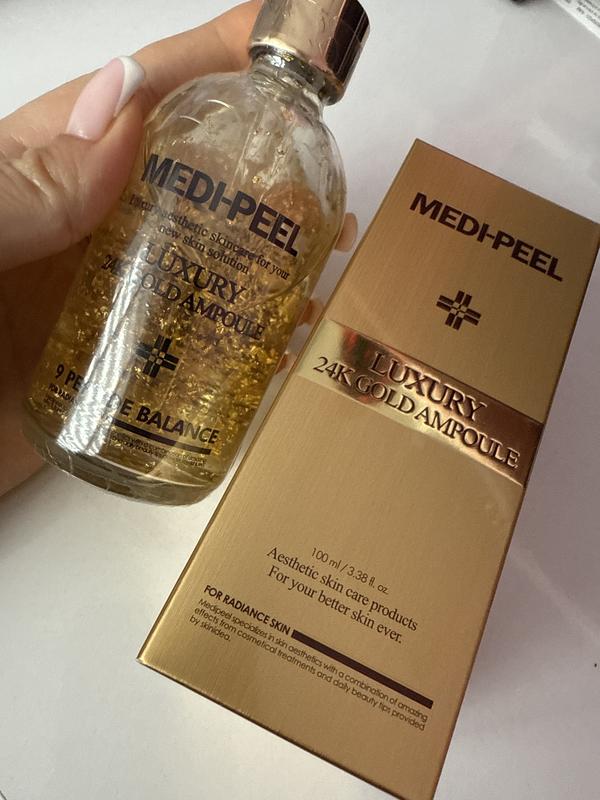 MEDI-PEEL
Luxury aesthetic skincare for your
new skin solution
LUXURY
24K GOLD AMPOULE
9 PEPTIDE BALANCE
MEDI-PEEL
LUXURY
24K GOLD AMPOULE
100 ml / 3.38 fl. oz.
Aesthetic skin care products
For your better skin ever.
FOR RADIANCE SKIN
Medipeel specializes in skin aesthetics with a combination of amazing
effects from cosmetical treatments and daily beauty tips provided
by skinidea.